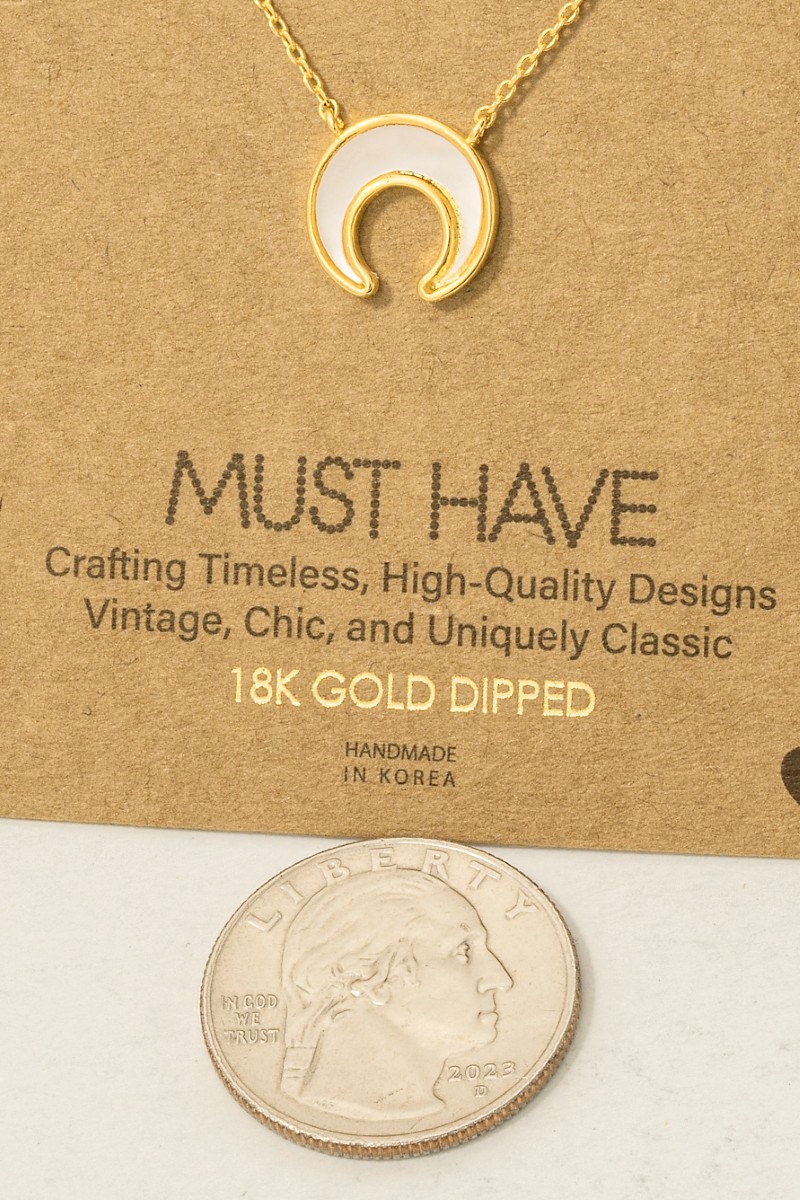 MUST HAVE
Crafting Timeless, High-Quality Designs
Vintage, Chic, and Uniquely Classic
18K GOLD DIPPED
HANDMADE
IN KOREA
LIBERTY
IN GOD
WE
TRUST
2023
D